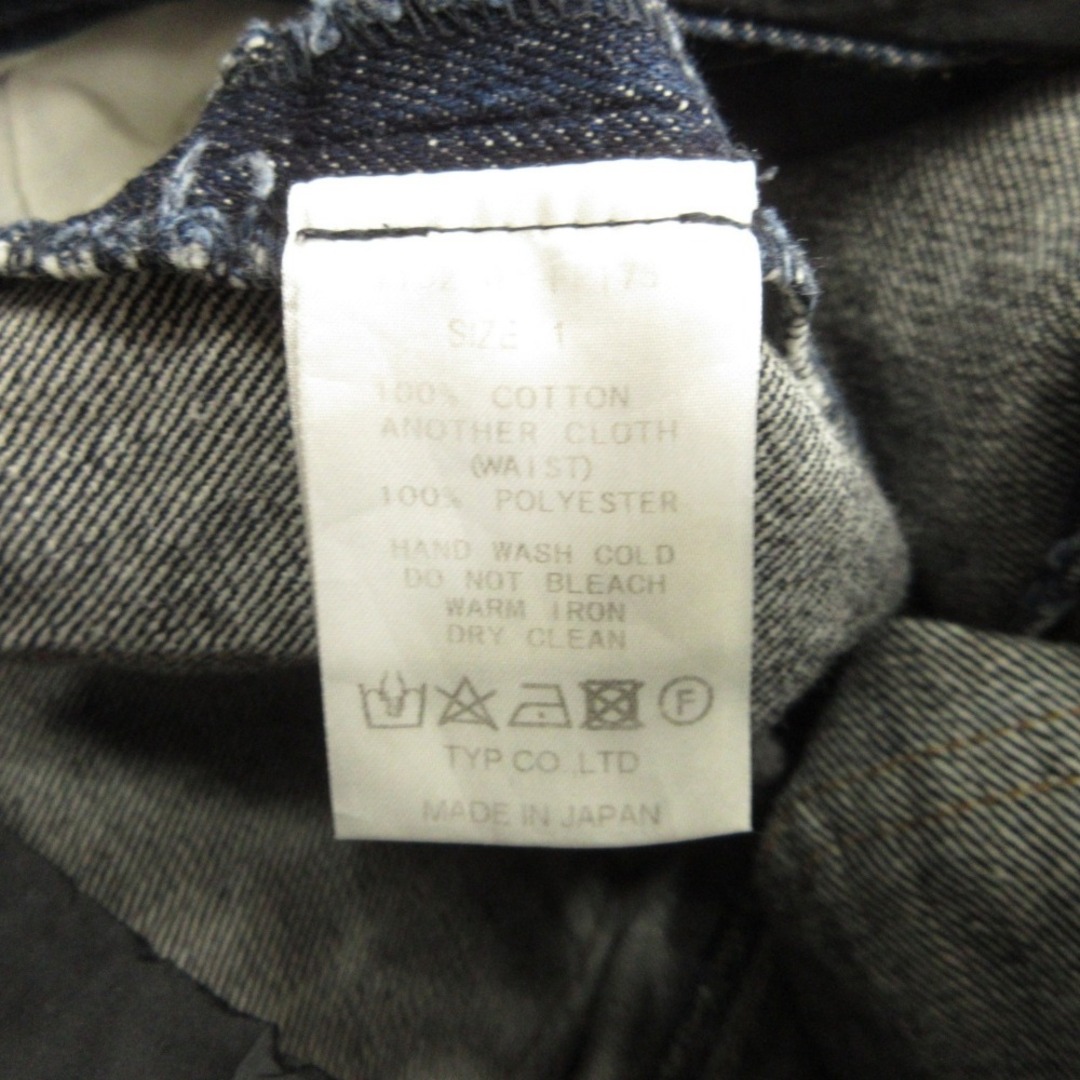 SIZE 1
100% COTTON
ANOTHER CLOTH
(WAIST)
100% POLYESTER
HAND WASH COLD
DO NOT BLEACH
WARM IRON
DRY CLEAN
F
TYP CO.,LTD
MADE IN JAPAN